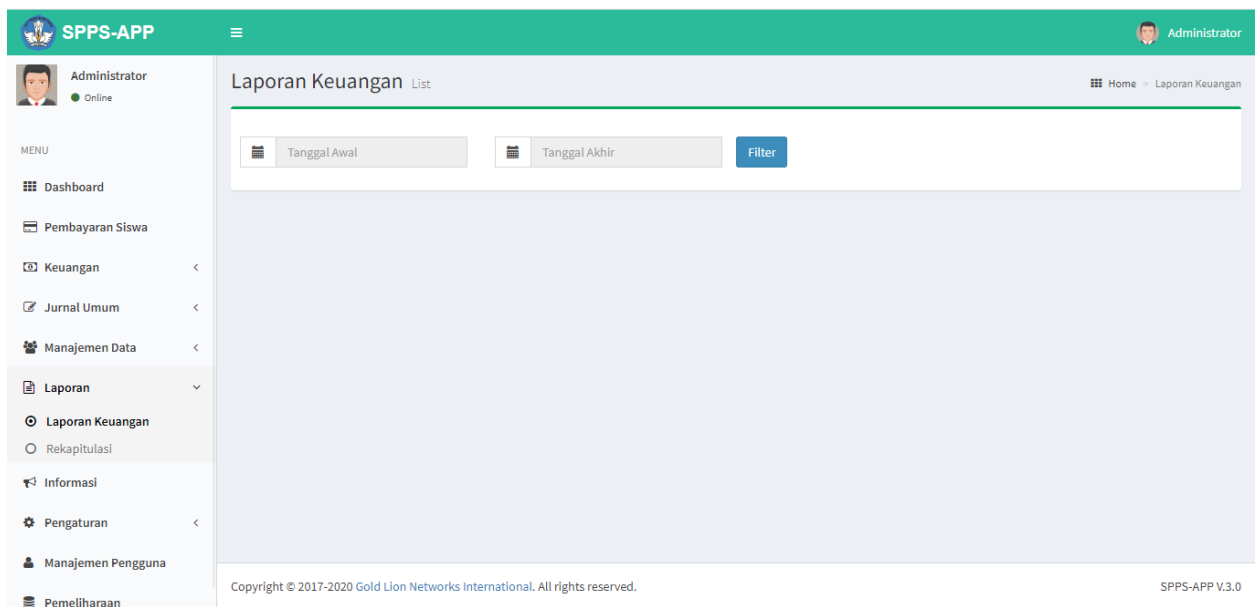 SPPS-APP
Administrator
Administrator
Online
Laporan Keuangan List
Home > Laporan Keuangan
MENU
Tanggal Awal
Tanggal Akhir
Filter
Dashboard
Pembayaran Siswa
Keuangan
Jurnal Umum
Manajemen Data
Laporan
Laporan Keuangan
Rekapitulasi
Informasi
Pengaturan
Manajemen Pengguna
Pemeliharaan
Copyright © 2017-2020 Gold Lion Networks International. All rights reserved.
SPPS-APP V.3.0